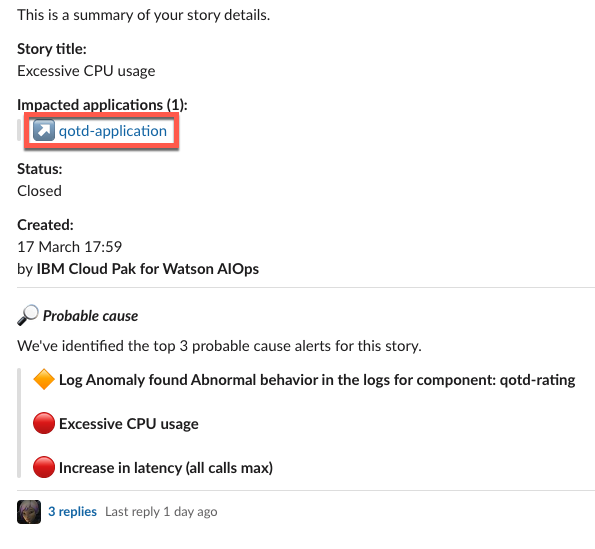 This is a summary of your story details.
Story title:
Excessive CPU usage
Impacted applications (1):
qotd-application
Status:
Closed
Created:
17 March 17:59
by IBM Cloud Pak for Watson AIOps
Probable cause
We've identified the top 3 probable cause alerts for this story.
Log Anomaly found Abnormal behavior in the logs for component: qotd-rating
Excessive CPU usage
Increase in latency (all calls max)
3 replies Last reply 1 day ago